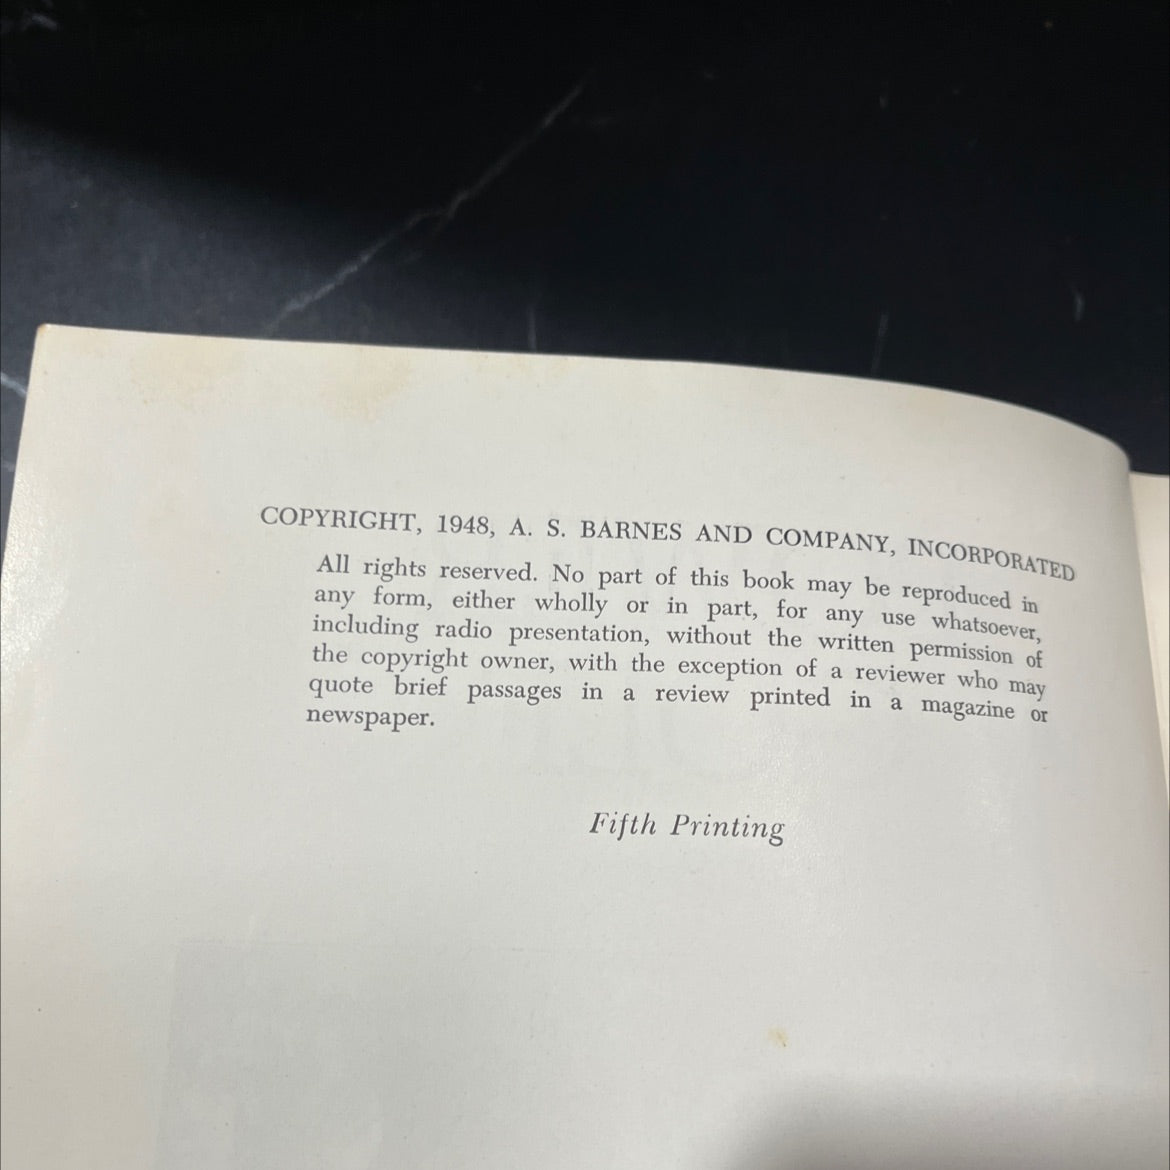 COPYRIGHT, 1948, A. S. BARNES AND COMPANY, INCORPORATED
All rights reserved. No part of this book may be reproduced in
any form, either wholly or in part, for any use whatsoever,
including radio presentation, without the written permission of
the copyright owner, with the exception of a reviewer who may
quote brief passages in a review printed in a magazine or
newspaper.
Fifth Printing